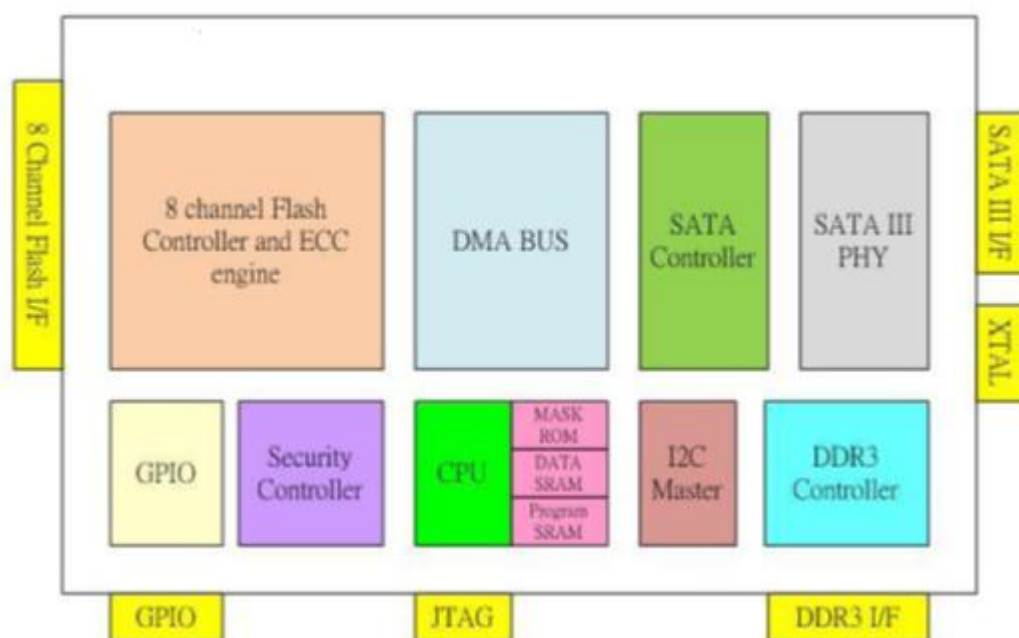 8 Channel Flash I/F
8 channel Flash
Controller and ECC
engine
DMA BUS
SATA
Controller
SATA III
PHY
SATA III I/F
XTAL
GPIO
Security
Controller
CPU
MASK
ROM
DATA
SRAM
Program
SRAM
I2C
Master
DDR3
Controller
GPIO
JTAG
DDR3 I/F